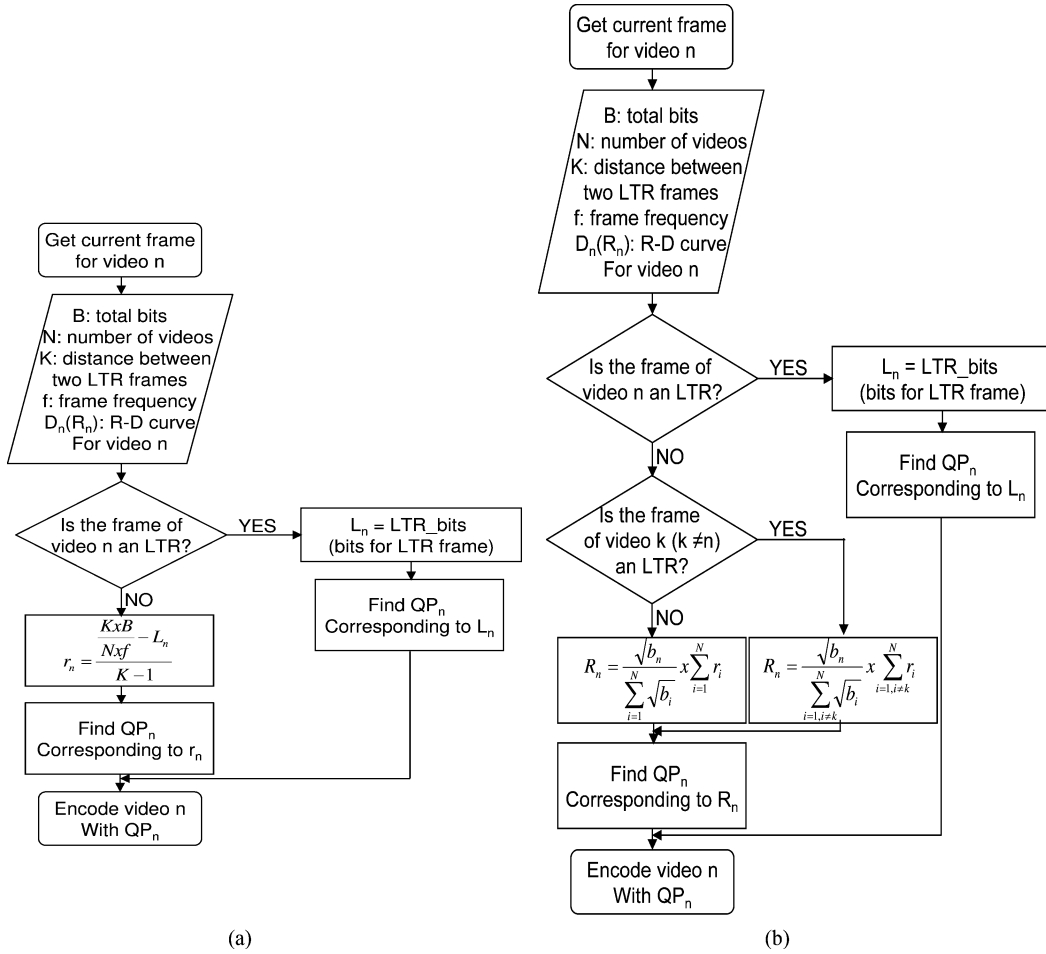 Get current frame
for video n
B: total bits
N: number of videos
K: distance between
two LTR frames
f: frame frequency
Dₙ(Rₙ): R-D curve
For video n
Is the frame of
video n an LTR?
YES
Lₙ = LTR_bits
(bits for LTR frame)
Find QPₙ
Corresponding to Lₙ
NO
rₙ = (KxB/Nxf − Lₙ)/(K − 1)
Find QPₙ
Corresponding to rₙ
Encode video n
With QPₙ
(a)
Get current frame
for video n
B: total bits
N: number of videos
K: distance between
two LTR frames
f: frame frequency
Dₙ(Rₙ): R-D curve
For video n
Is the frame of
video n an LTR?
YES
Lₙ = LTR_bits
(bits for LTR frame)
Find QPₙ
Corresponding to Lₙ
NO
Is the frame
of video k (k ≠n)
an LTR?
YES
NO
Rₙ = √bₙ / ∑_{i=1}^{N} √bᵢ x ∑_{i=1}^{N} rᵢ
Rₙ = √bₙ / ∑_{i=1,i≠k}^{N} √bᵢ x ∑_{i=1,i≠k}^{N} rᵢ
Find QPₙ
Corresponding to Rₙ
Encode video n
With QPₙ
(b)